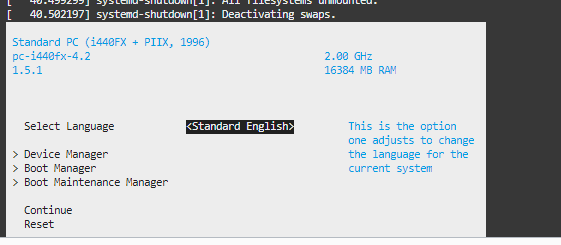 [   40.499299] systemd-shutdown[1]: All filesystems unmounted.
[   40.502197] systemd-shutdown[1]: Deactivating swaps.
Standard PC (i440FX + PIIX, 1996)
pc-i440fx-4.2 2.00 GHz
1.5.1 16384 MB RAM
Select Language <Standard English> This is the option
one adjusts to change
> Device Manager the language for the
> Boot Manager current system
> Boot Maintenance Manager
Continue
Reset